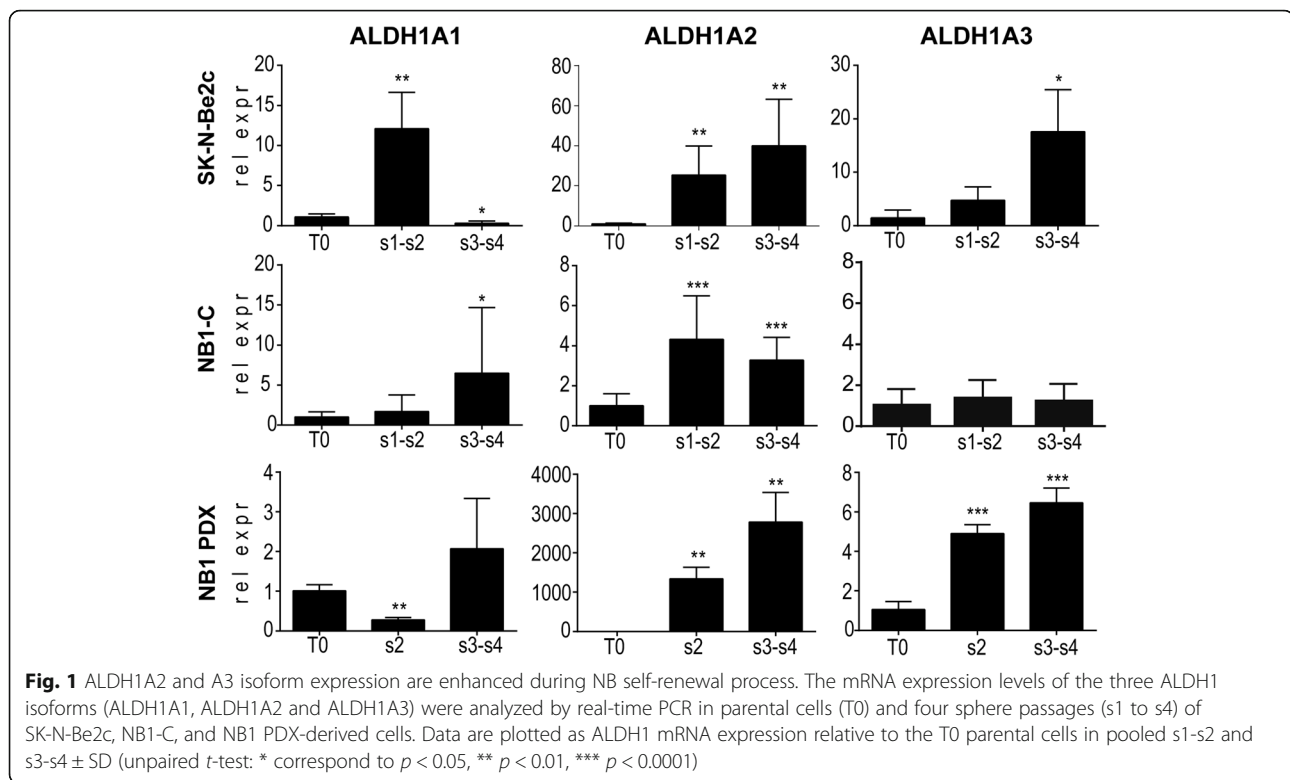 ALDH1A1 ALDH1A2 ALDH1A3
SK-N-Be2c
rel expr
20
15
10
5
0
**
*
T0 s1-s2 s3-s4
80
60
40
20
0
**
**
T0 s1-s2 s3-s4
30
20
10
0
*
T0 s1-s2 s3-s4
NB1-C
rel expr
20
15
10
5
0
*
T0 s1-s2 s3-s4
8
6
4
2
0
***
***
T0 s1-s2 s3-s4
8
6
4
2
0
T0 s1-s2 s3-s4
NB1 PDX
rel expr
4
3
2
1
0
**
T0 s2 s3-s4
4000
3000
2000
1000
0
**
**
T0 s2 s3-s4
8
6
4
2
0
***
***
T0 s2 s3-s4
Fig. 1 ALDH1A2 and A3 isoform expression are enhanced during NB self-renewal process. The mRNA expression levels of the three ALDH1
isoforms (ALDH1A1, ALDH1A2 and ALDH1A3) were analyzed by real-time PCR in parental cells (T0) and four sphere passages (s1 to s4) of
SK-N-Be2c, NB1-C, and NB1 PDX-derived cells. Data are plotted as ALDH1 mRNA expression relative to the T0 parental cells in pooled s1-s2 and
s3-s4 ± SD (unpaired t-test: * correspond to p < 0.05, ** p < 0.01, *** p < 0.0001)